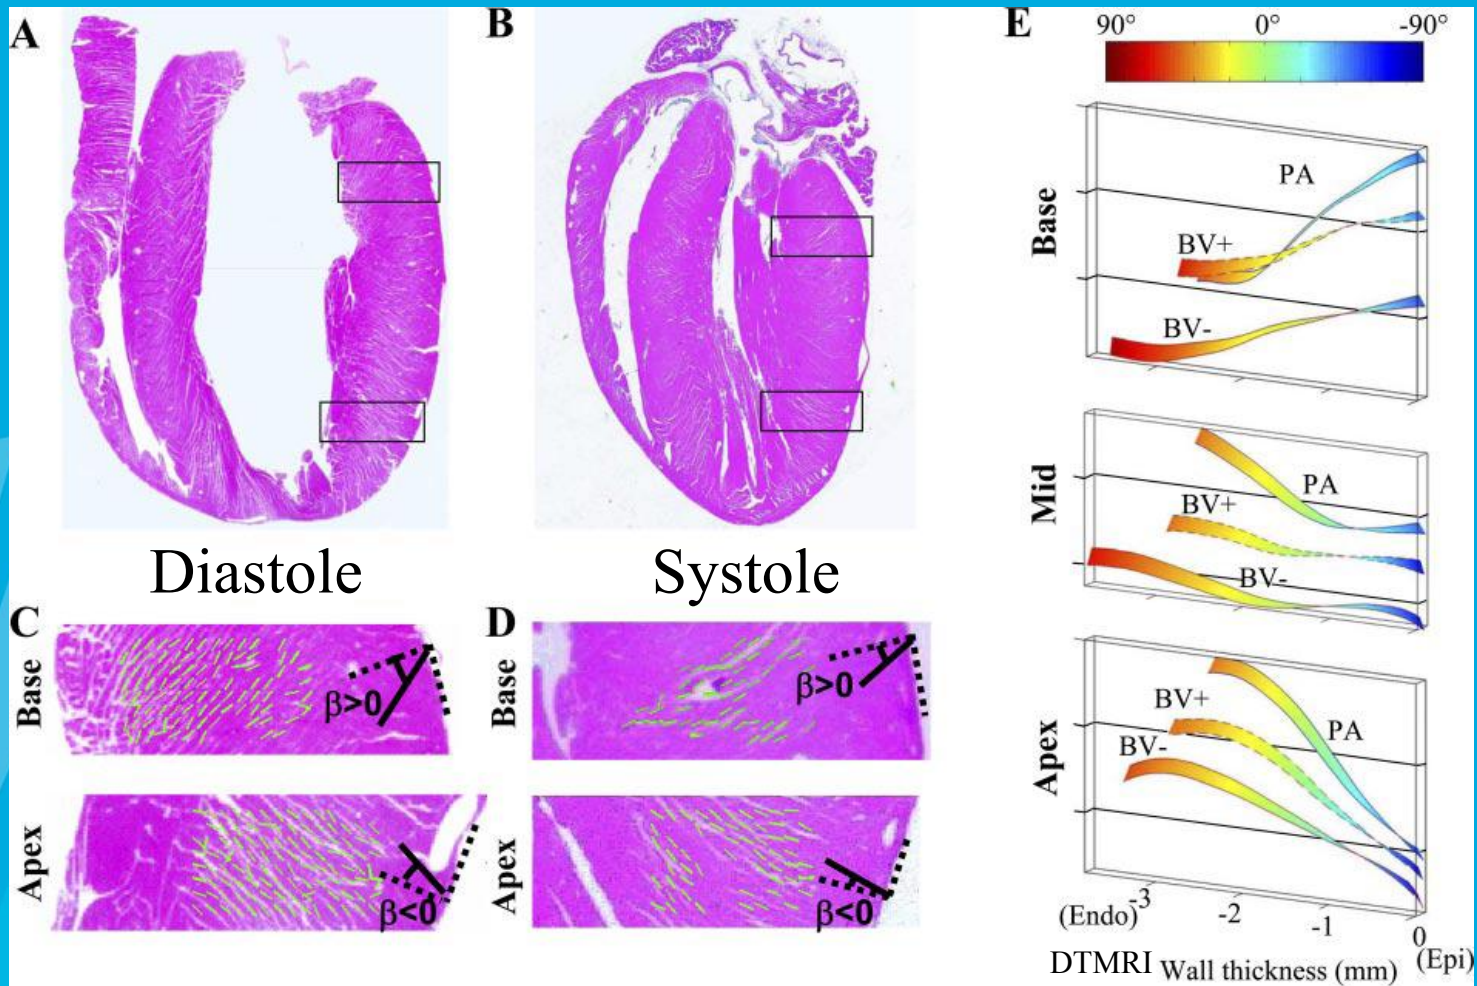 A
B
E
90°
0°
-90°
Base
PA
BV+
BV-
Mid
PA
BV+
BV-
Diastole
Systole
C
Base
β>0
D
Base
β>0
Apex
BV+
BV-
PA
Apex
β<0
Apex
β<0
(Endo)
-3
-2
-1
0
(Epi)
DTMRI
Wall thickness (mm)